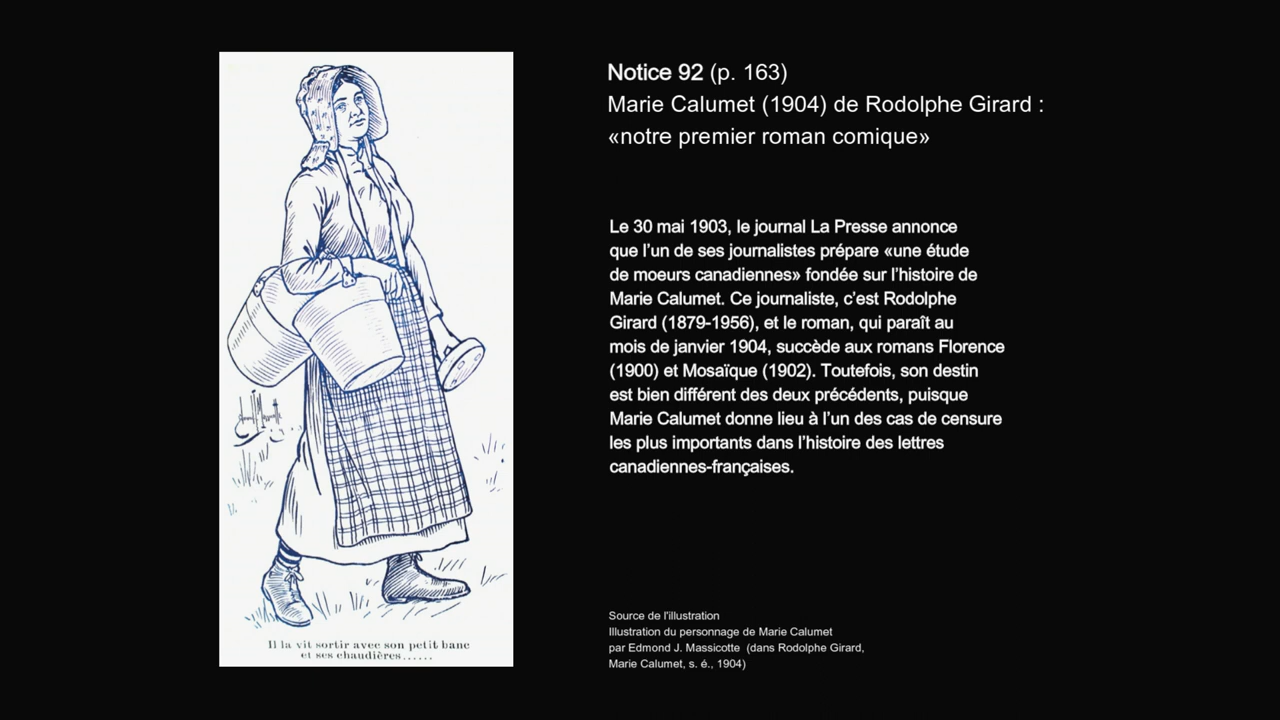 Notice 92 (p. 163)
Marie Calumet (1904) de Rodolphe Girard :
«notre premier roman comique»
Le 30 mai 1903, le journal La Presse annonce
que l’un de ses journalistes prépare «une étude
de moeurs canadiennes» fondée sur l’histoire de
Marie Calumet. Ce journaliste, c’est Rodolphe
Girard (1879-1956), et le roman, qui paraît au
mois de janvier 1904, succède aux romans Florence
(1900) et Mosaïque (1902). Toutefois, son destin
est bien différent des deux précédents, puisque
Marie Calumet donne lieu à l’un des cas de censure
les plus importants dans l’histoire des lettres
canadiennes-françaises.
Il la vit sortir avec son petit banc
et ses chaudières......
Source de l'illustration
Illustration du personnage de Marie Calumet
par Edmond J. Massicotte (dans Rodolphe Girard,
Marie Calumet, s. é., 1904)